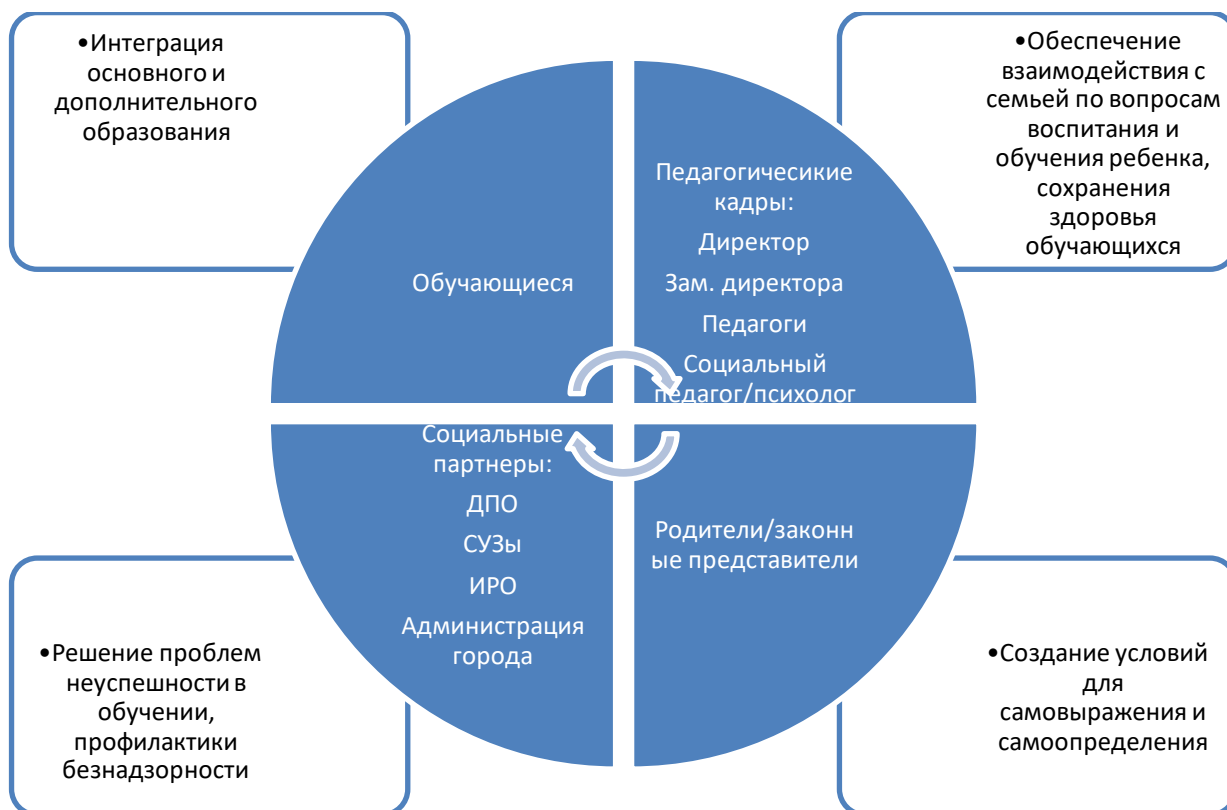 •Интеграция
основного и
дополнительного
образования
•Обеспечение
взаимодействия с
семьей по вопросам
воспитания и
обучения ребенка,
сохранения
здоровья
обучающихся
Обучающиеся
Педагогичесикие
кадры:
Директор
Зам. директора
Педагоги
Социальный
педагог/психолог
Социальные
партнеры:
ДПО
СУЗы
ИРО
Администрация
города
Родители/законн
ые представители
•Решение проблем
неуспешности в
обучении,
профилактики
безнадзорности
•Создание условий
для
самовыражения и
самоопределения